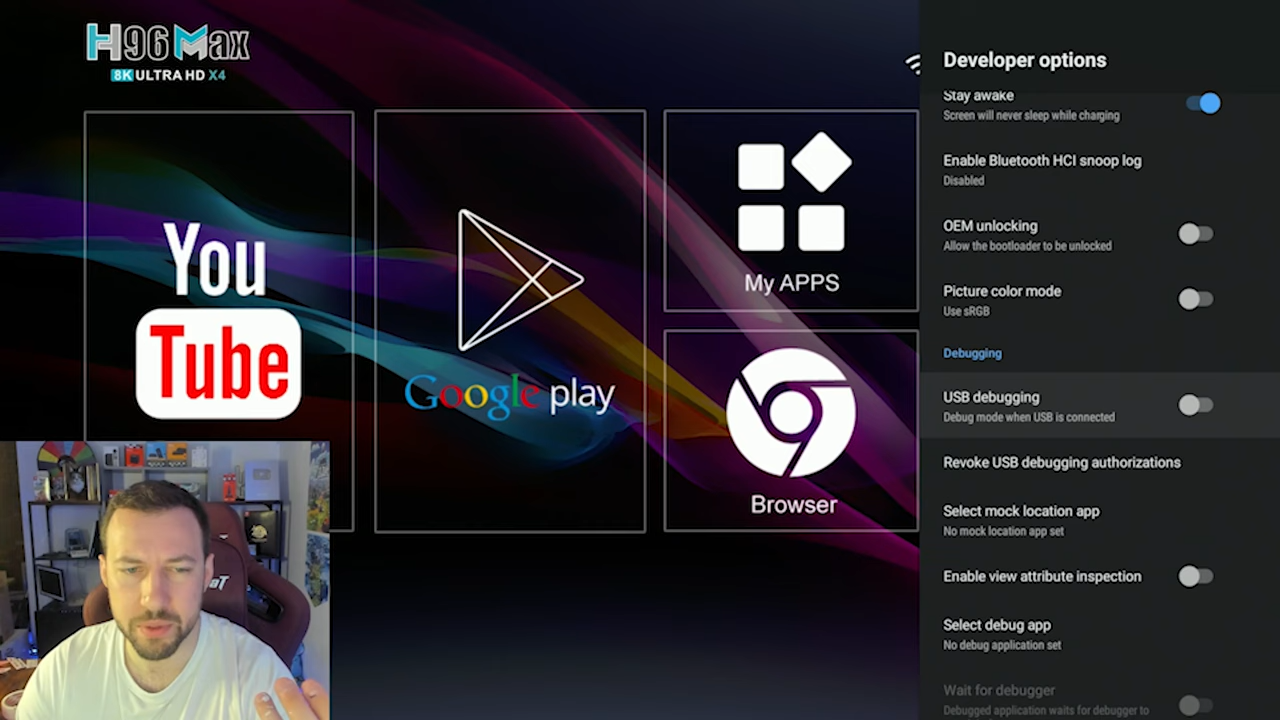 H96 Max
8K ULTRA HD X4
You
Tube
Google play
My APPS
Browser
Developer options
Stay awake
Screen will never sleep while charging
Enable Bluetooth HCI snoop log
Disabled
OEM unlocking
Allow the bootloader to be unlocked
Picture color mode
Use sRGB
Debugging
USB debugging
Debug mode when USB is connected
Revoke USB debugging authorizations
Select mock location app
No mock location app set
Enable view attribute inspection
Select debug app
No debug application set
Wait for debugger
Debugged application waits for debugger to